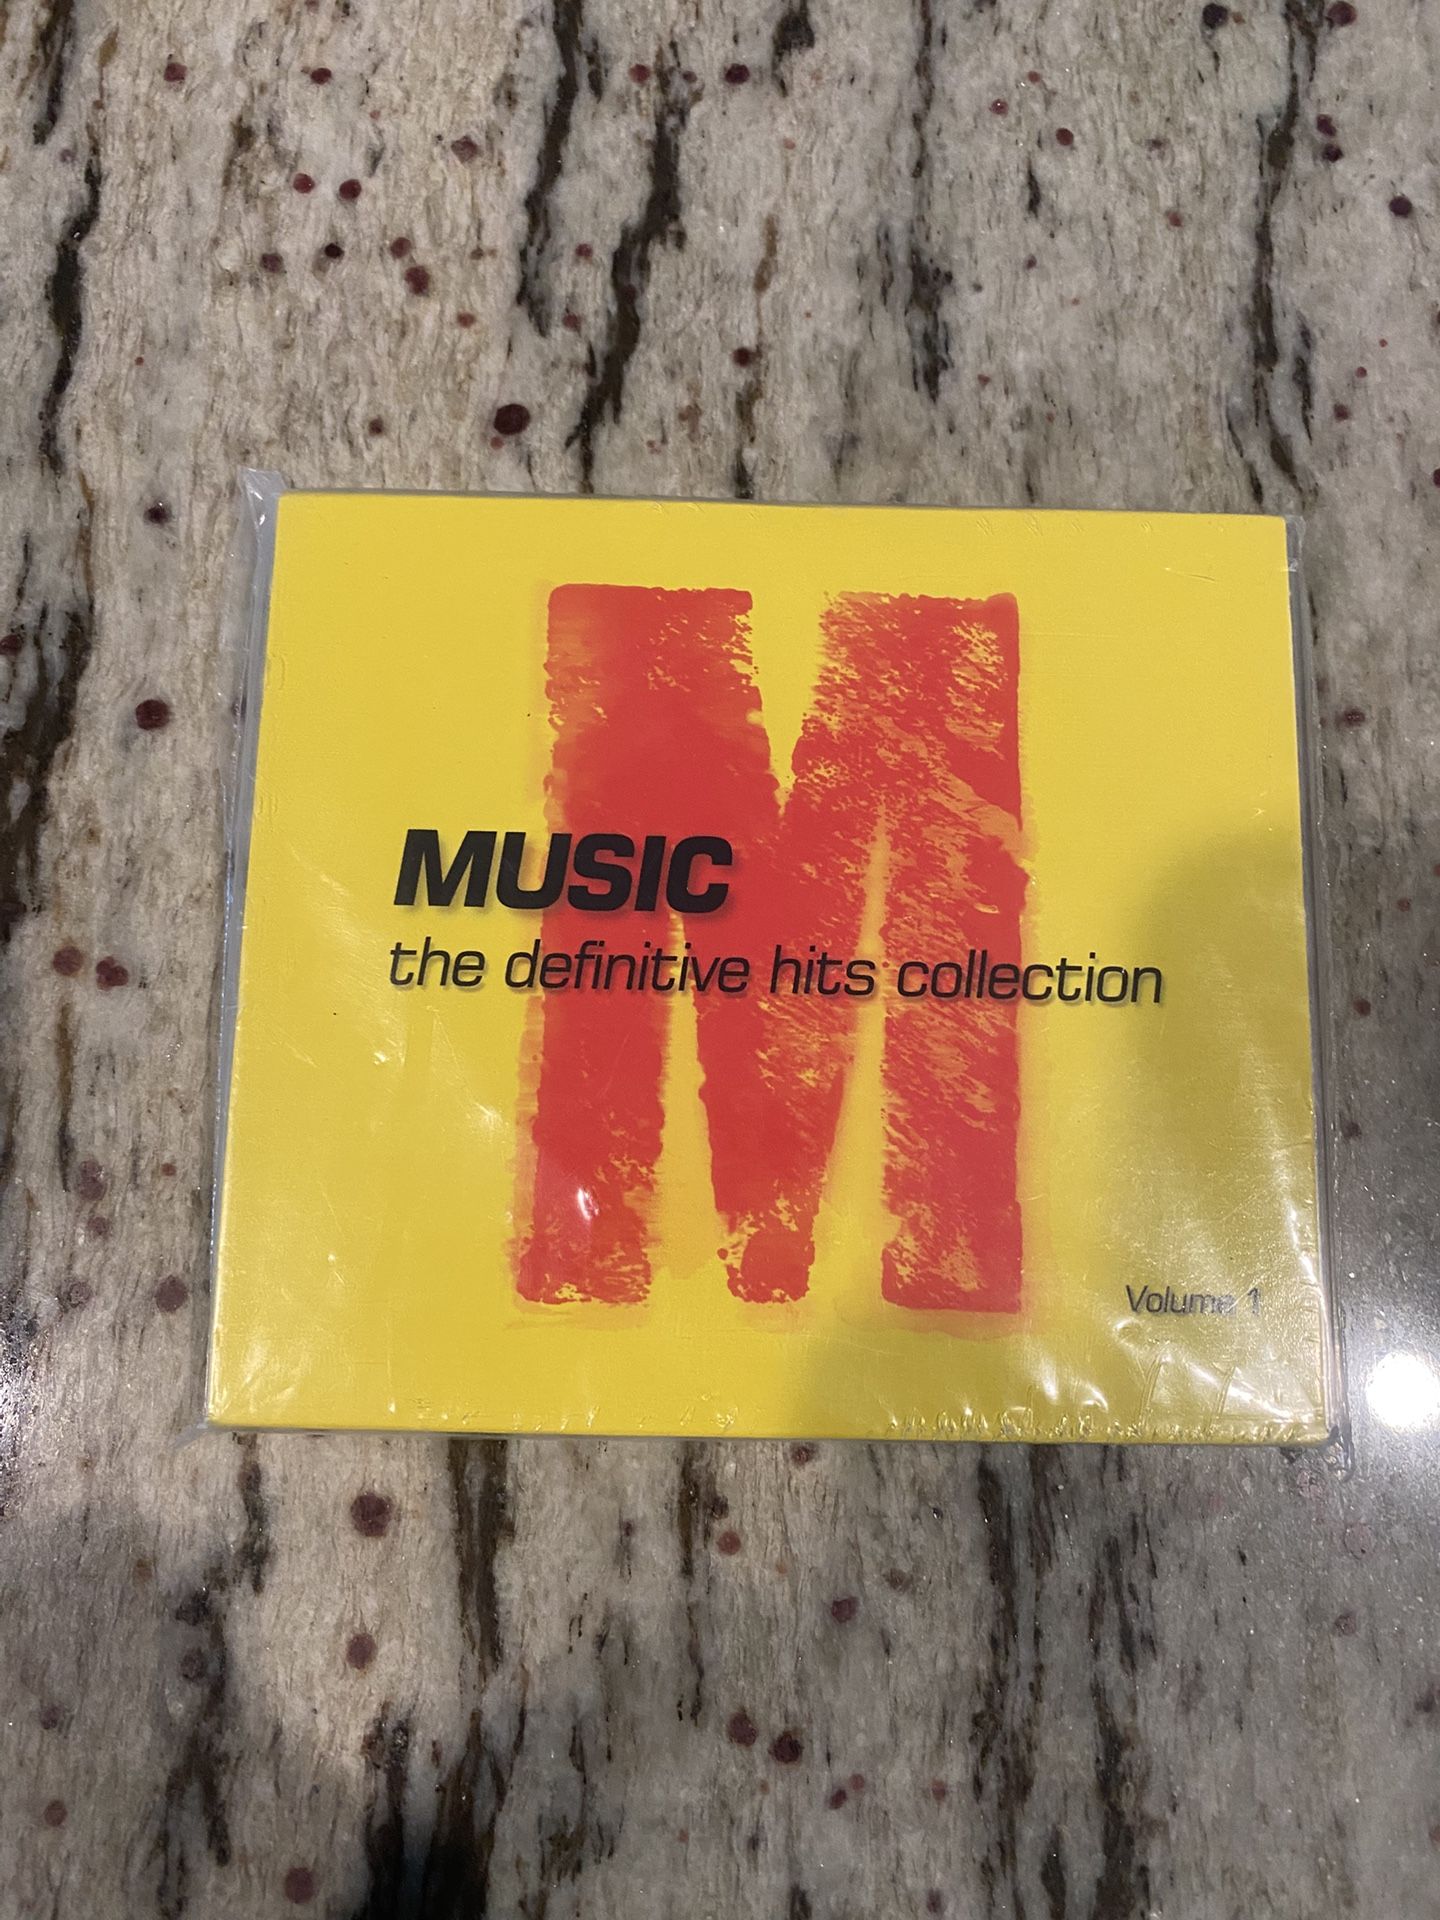 M
MUSIC
the definitive hits collection
Volume 1